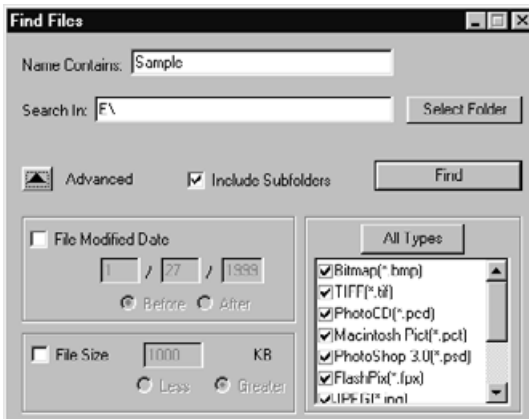 Find Files
Name Contains: Sample
Search In: E:\ Select Folder
Advanced Include Subfolders Find
File Modified Date All Types
1 / 27 / 1999
Before After
Bitmap(*.bmp)
TIFF(*.tif)
PhotoCD(*.pcd)
Macintosh Pict(*.pct)
PhotoShop 3.0(*.psd)
FlashPix(*.fpx)
JPEG(*.jpg)
File Size 1000 KB
Less Greater